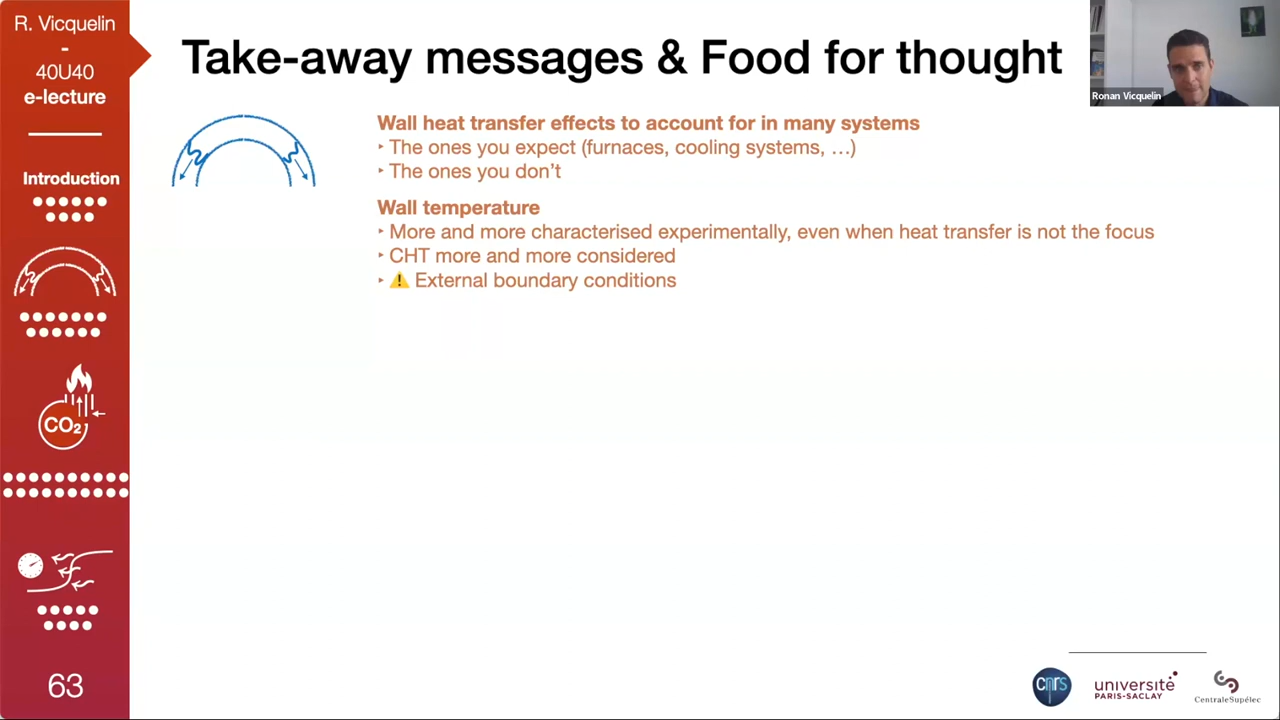 R. Vicquelin
-
40U40
e-lecture
Introduction
CO₂
63
Take-away messages & Food for thought
Ronan Vicquelin
Wall heat transfer effects to account for in many systems
‣ The ones you expect (furnaces, cooling systems, …)
‣ The ones you don't
Wall temperature
‣ More and more characterised experimentally, even when heat transfer is not the focus
‣ CHT more and more considered
‣ ⚠ External boundary conditions
cnrs
université
PARIS-SACLAY
CentraleSupélec